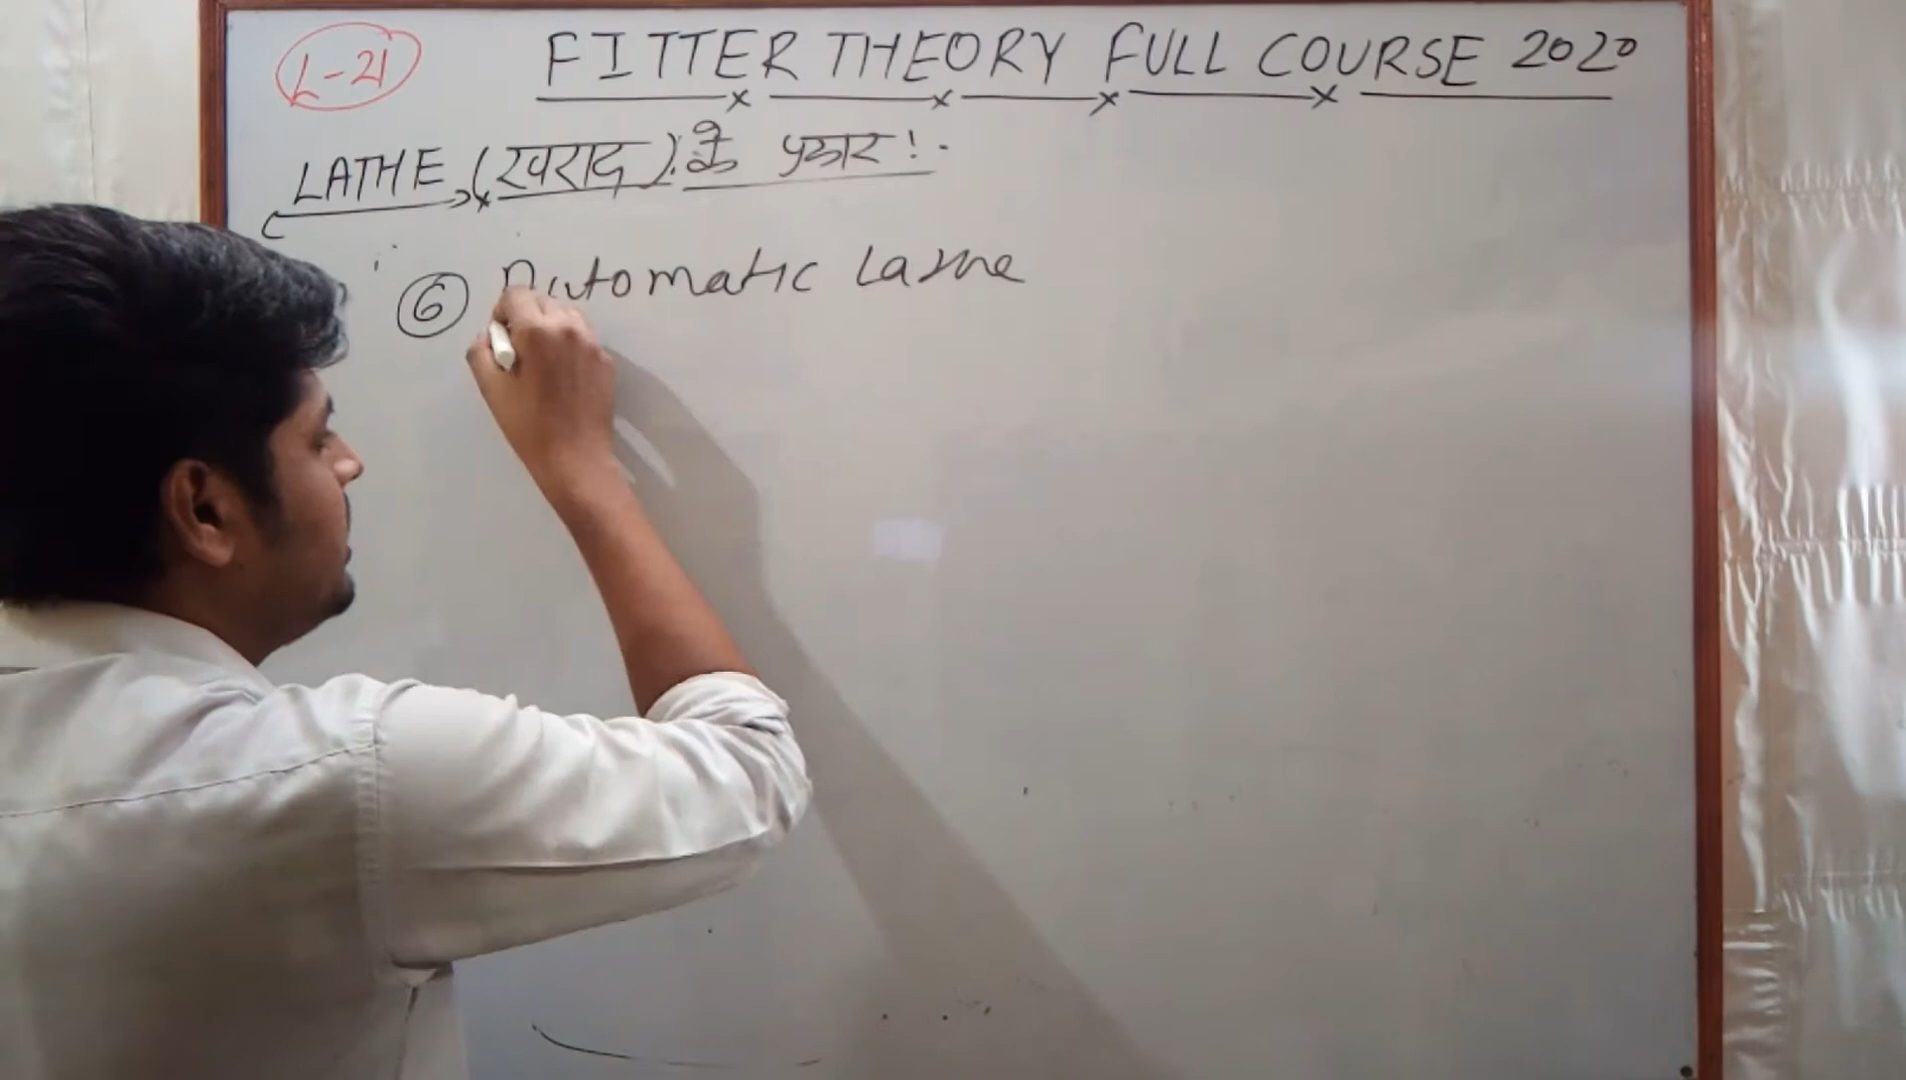 L-21 FITTER THEORY FULL COURSE 2020
LATHE (खराद) के प्रकार :-
6 Automatic Lathe